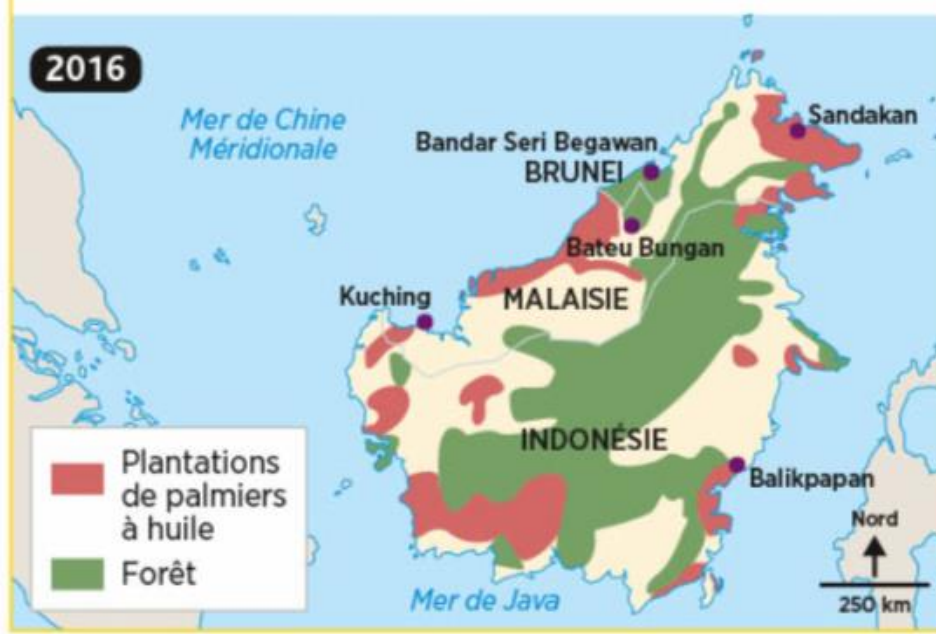 2016
Mer de Chine
Méridionale
Sandakan
Bandar Seri Begawan
BRUNEI
Bateu Bungan
Kuching
MALAISIE
INDONÉSIE
Balikpapan
Plantations
de palmiers
à huile
Forêt
Nord
250 km
Mer de Java